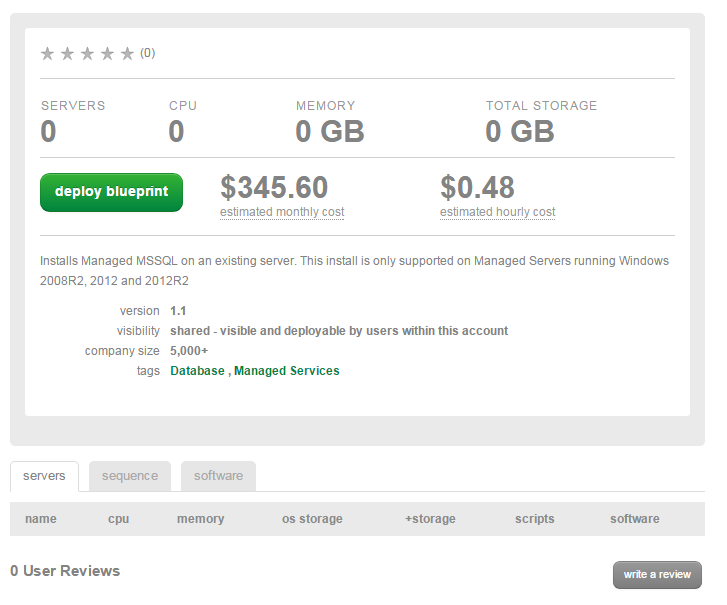 (0)
SERVERS CPU MEMORY TOTAL STORAGE
0 0 0 GB 0 GB
deploy blueprint $345.60 $0.48
estimated monthly cost estimated hourly cost
Installs Managed MSSQL on an existing server. This install is only supported on Managed Servers running Windows
2008R2, 2012 and 2012R2
version 1.1
visibility shared - visible and deployable by users within this account
company size 5,000+
tags Database , Managed Services
servers sequence software
name cpu memory os storage +storage scripts software
0 User Reviews write a review